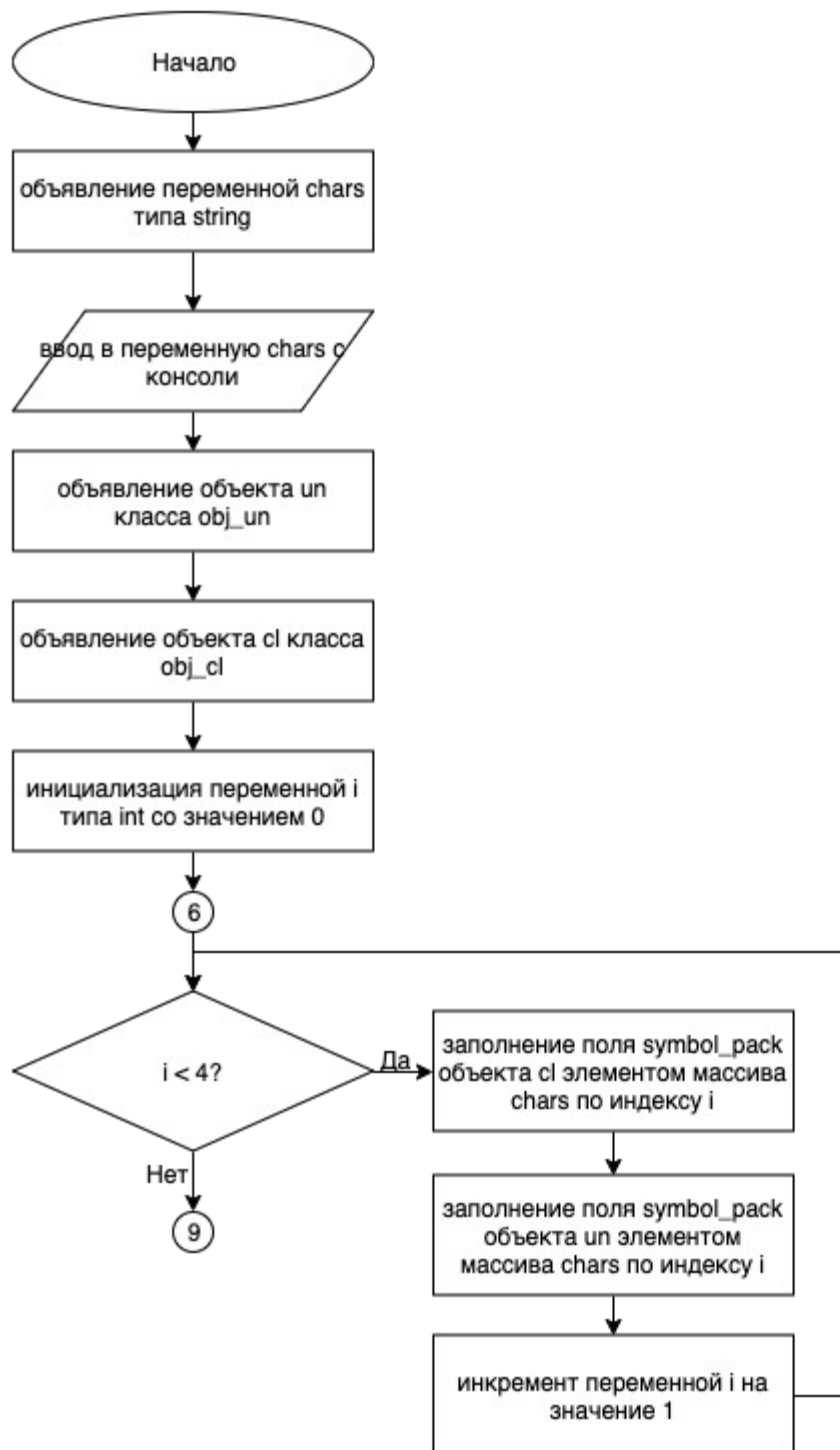 Начало
объявление переменной chars
типа string
ввод в переменную chars с
консоли
объявление объекта un
класса obj_un
объявление объекта cl класса
obj_cl
инициализация переменной i
типа int со значением 0
6
i < 4?
Да
заполнение поля symbol_pack
объекта cl элементом массива
chars по индексу i
Нет
9
заполнение поля symbol_pack
объекта un элементом
массива chars по индексу i
инкремент переменной i на
значение 1